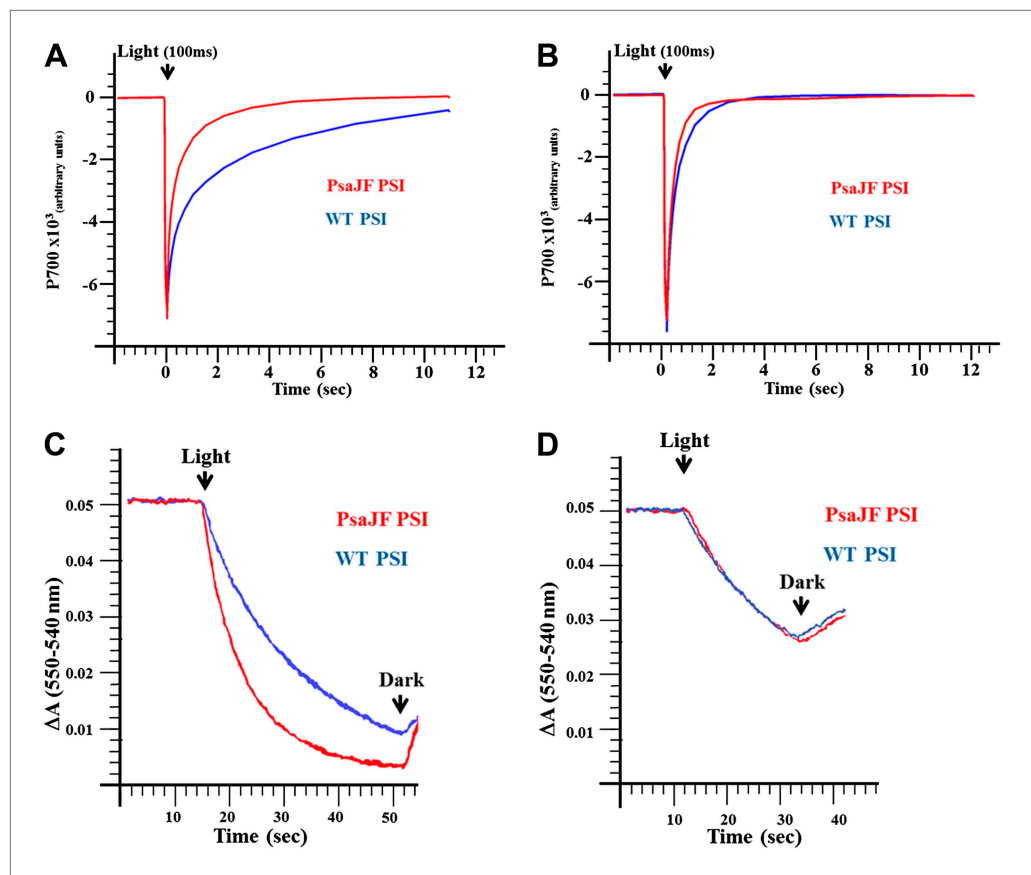 A
Light (100ms)
0
-2
-4
-6
P700 x10³(arbitrary units)
PsaJF PSI
WT PSI
0 2 4 6 8 10 12
Time (sec)
B
Light (100ms)
0
-2
-4
-6
P700 x10³(arbitrary units)
PsaJF PSI
WT PSI
0 2 4 6 8 10 12
Time (sec)
C
Light
0.05
0.04
0.03
0.02
0.01
ΔA (550-540 nm)
PsaJF PSI
WT PSI
Dark
10 20 30 40 50
Time (sec)
D
Light
0.05
0.04
0.03
0.02
0.01
ΔA (550-540 nm)
PsaJF PSI
WT PSI
Dark
10 20 30 40
Time (sec)